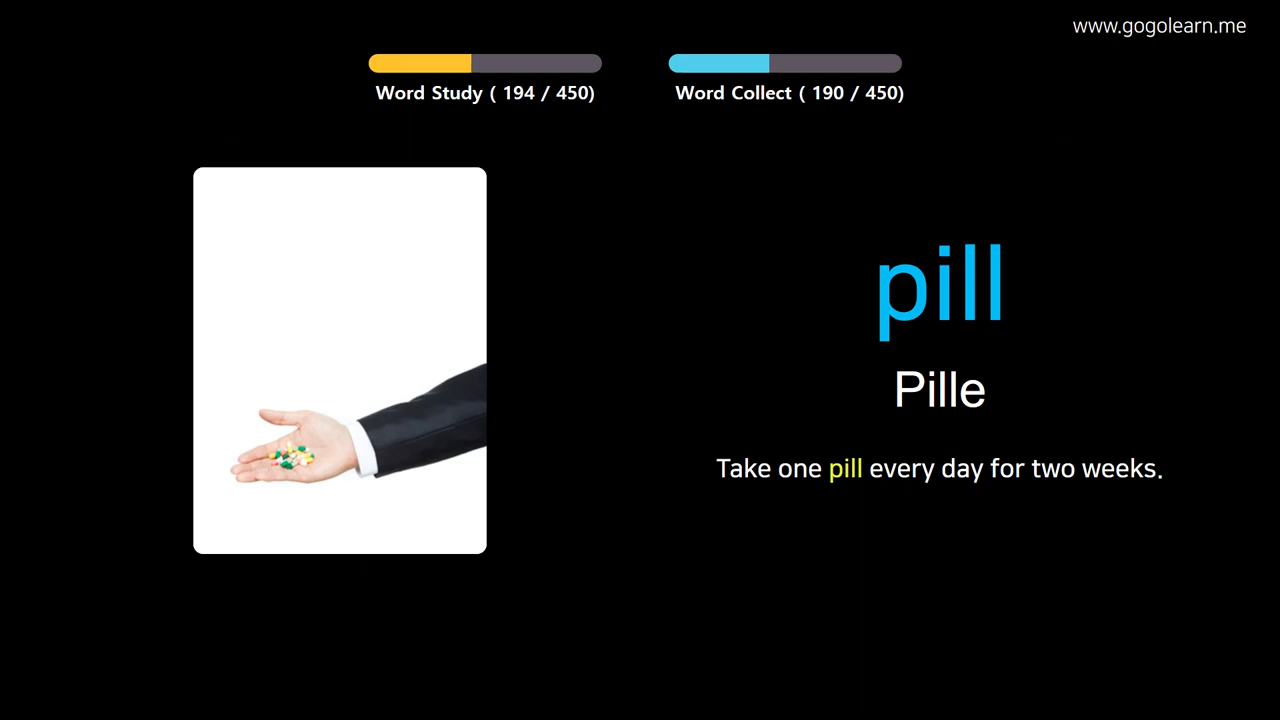 www.gogolearn.me
Word Study ( 194 / 450)
Word Collect ( 190 / 450)
pill
Pille
Take one pill every day for two weeks.